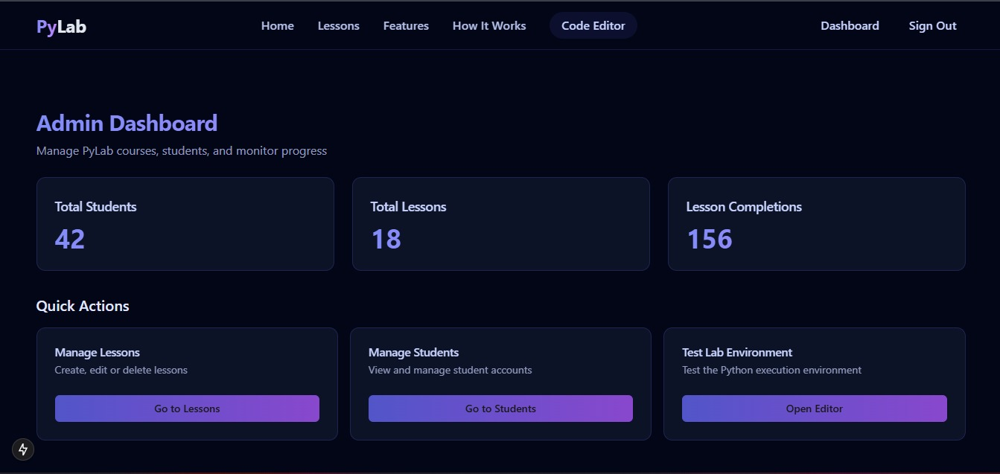 PyLab Home Lessons Features How It Works Code Editor Dashboard Sign Out
Admin Dashboard
Manage PyLab courses, students, and monitor progress
Total Students
42
Total Lessons
18
Lesson Completions
156
Quick Actions
Manage Lessons
Create, edit or delete lessons
Go to Lessons
Manage Students
View and manage student accounts
Go to Students
Test Lab Environment
Test the Python execution environment
Open Editor